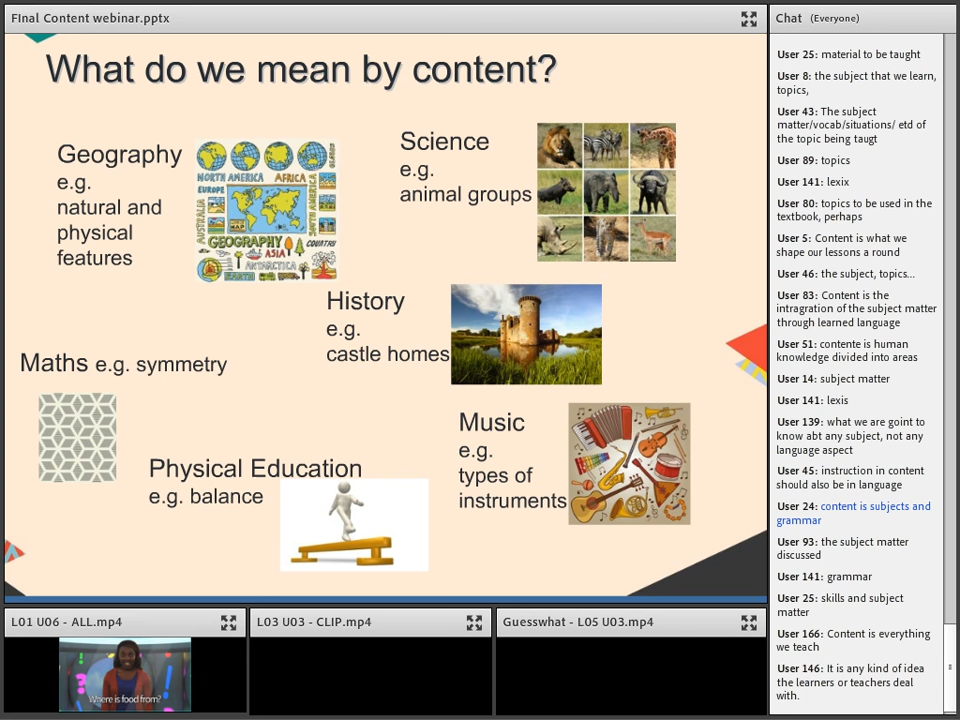 FInal Content webinar.pptx
What do we mean by content?
Geography
e.g.
natural and
physical
features
NORTH AMERICA
AFRICA
EUROPE
AUSTRALIA
SOUTH AMERICA
GEOGRAPHY
COUNTRY
ASIA
ANTARCTICA
EARTH
Science
e.g.
animal groups
History
e.g.
castle homes
Maths e.g. symmetry
Music
e.g.
types of
instruments
Physical Education
e.g. balance
L01 U06 - ALL.mp4
Where is food from?
L03 U03 - CLIP.mp4
Guesswhat - L05 U03.mp4
Chat (Everyone)
User 25: material to be taught
User 8: the subject that we learn,
topics,
User 43: The subject
matter/vocab/situations/ etd of
the topic being taugt
User 89: topics
User 141: lexix
User 80: topics to be used in the
textbook, perhaps
User 5: Content is what we
shape our lessons a round
User 46: the subject, topics...
User 83: Content is the
intragration of the subject matter
through learned language
User 51: contente is human
knowledge divided into areas
User 14: subject matter
User 141: lexis
User 139: what we are goint to
know abt any subject, not any
language aspect
User 45: instruction in content
should also be in language
User 24: content is subjects and
grammar
User 93: the subject matter
discussed
User 141: grammar
User 25: skills and subject
matter
User 166: Content is everything
we teach
User 146: It is any kind of idea
the learners or teachers deal
with.